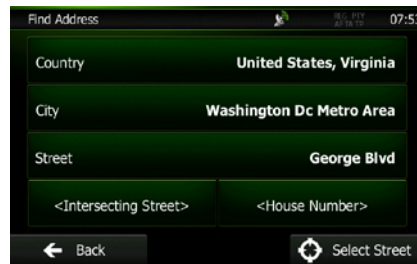 Find Address 07:53
Country United States, Virginia
City Washington Dc Metro Area
Street George Blvd
<Intersecting Street> <House Number>
Back Select Street